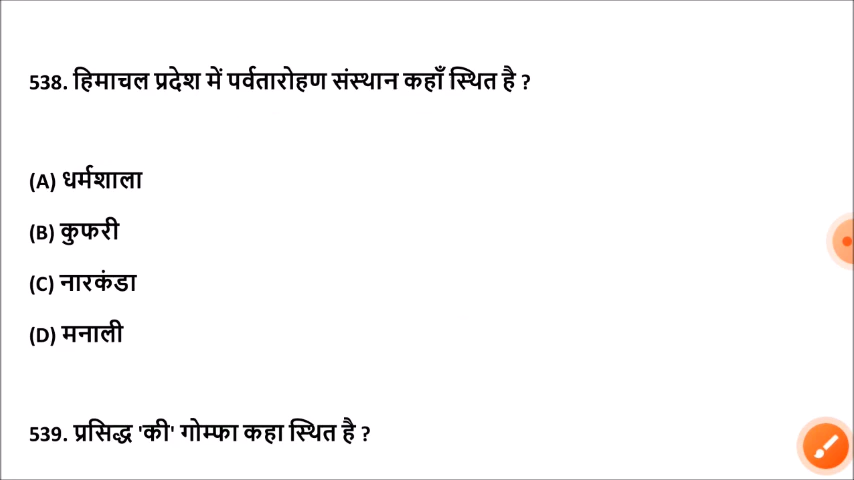 538. हिमाचल प्रदेश में पर्वतारोहण संस्थान कहाँ स्थित है ?
(A) धर्मशाला
(B) कुफरी
(C) नारकंडा
(D) मनाली
539. प्रसिद्ध 'की' गोम्फा कहा स्थित है ?